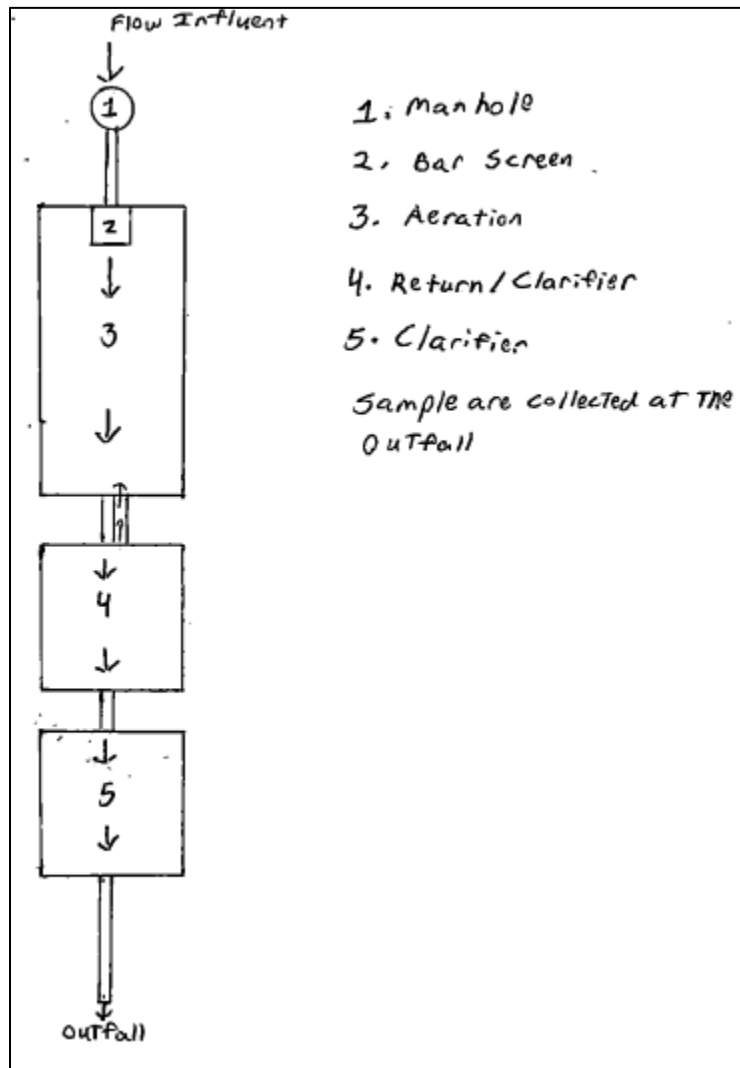 Flow Influent
1
2
3
4
5
Outfall
1. Manhole
2. Bar Screen
3. Aeration
4. Return/Clarifier
5. Clarifier
Sample are collected at the
Outfall